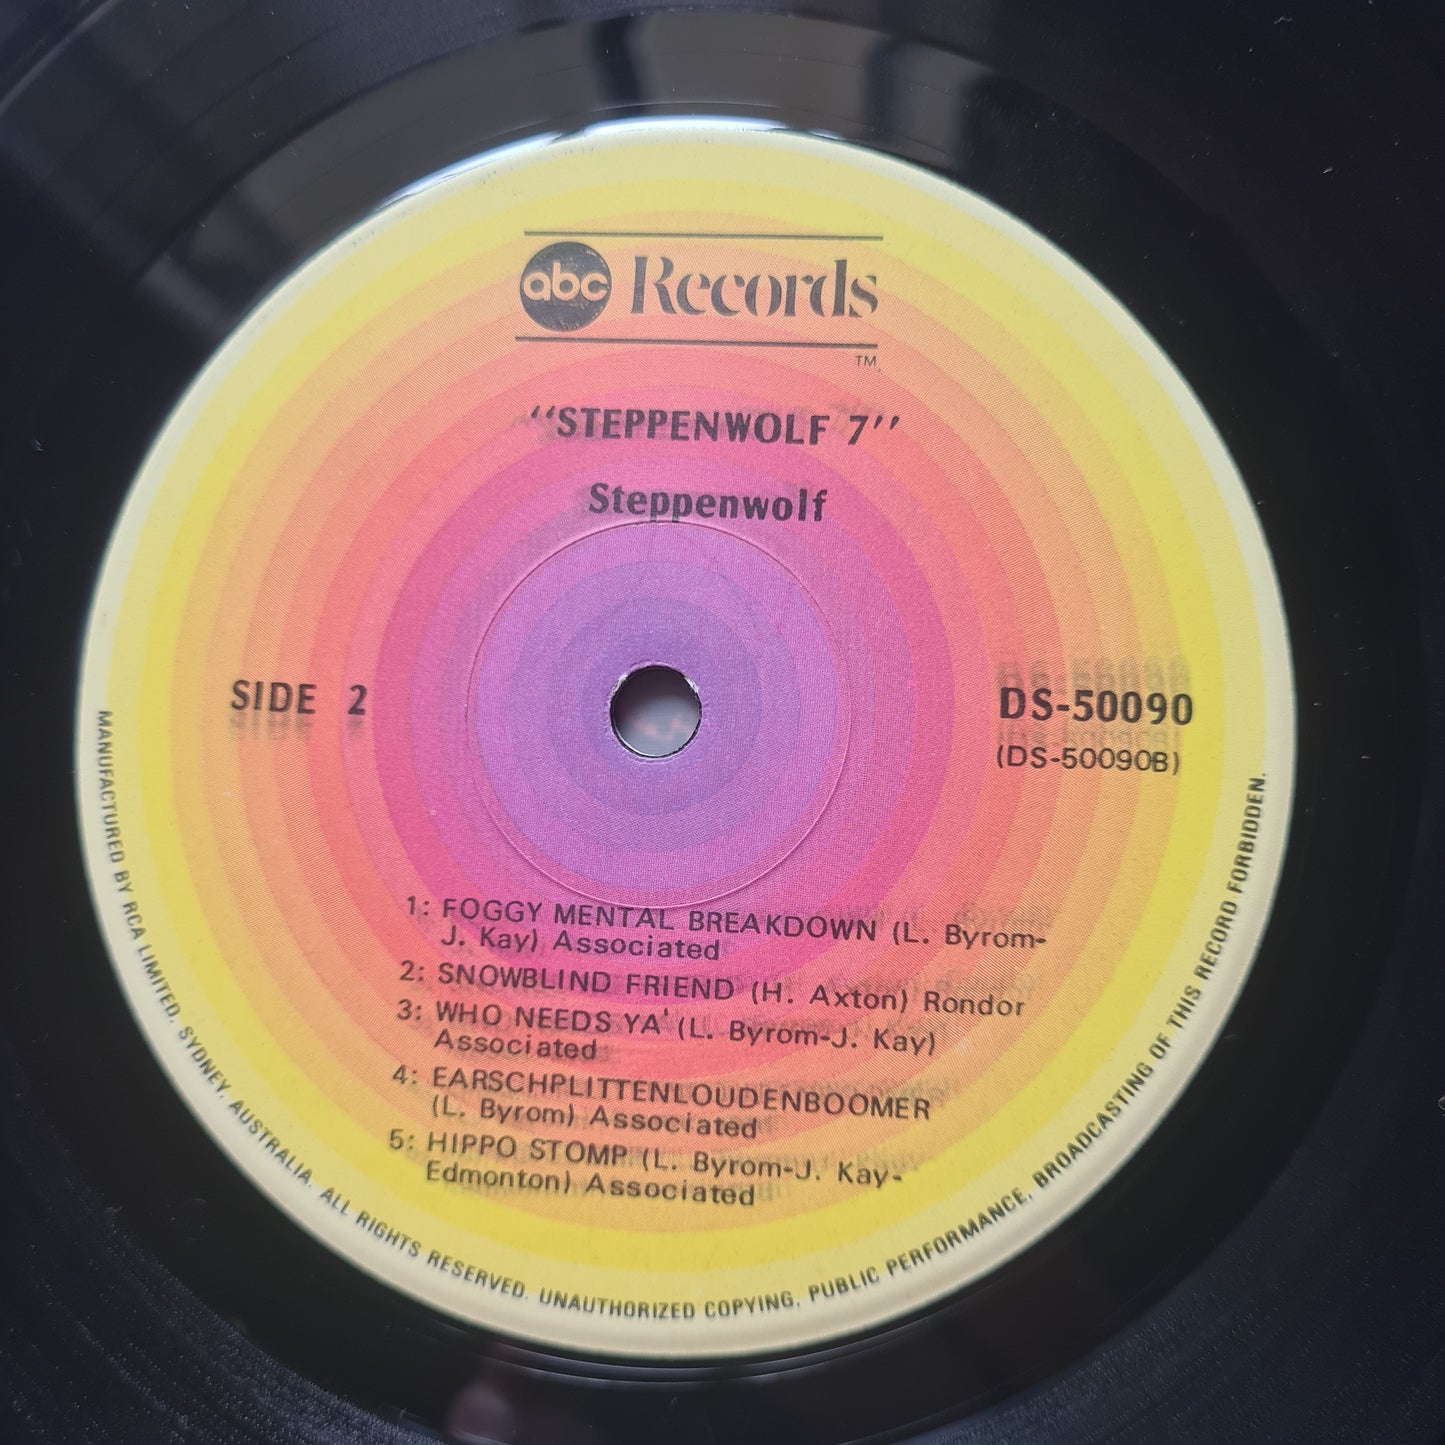 abc Records
TM
"STEPPENWOLF 7"
Steppenwolf
SIDE 2
DS-50090
(DS-50090B)
1: FOGGY MENTAL BREAKDOWN (L. Byrom-
J. Kay) Associated
2: SNOWBLIND FRIEND (H. Axton) Rondor
3: WHO NEEDS YA' (L. Byrom-J. Kay)
Associated
4: EARSCHPLITTENLOUDENBOOMER
(L. Byrom) Associated
5: HIPPO STOMP (L. Byrom-J. Kay-
Edmonton) Associated
MANUFACTURED BY RCA LIMITED. SYDNEY, AUSTRALIA. ALL RIGHTS RESERVED. UNAUTHORIZED COPYING, PUBLIC PERFORMANCE, BROADCASTING OF THIS RECORD FORBIDDEN.